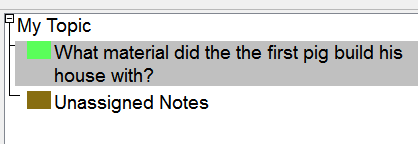 My Topic
What material did the the first pig build his
house with?
Unassigned Notes